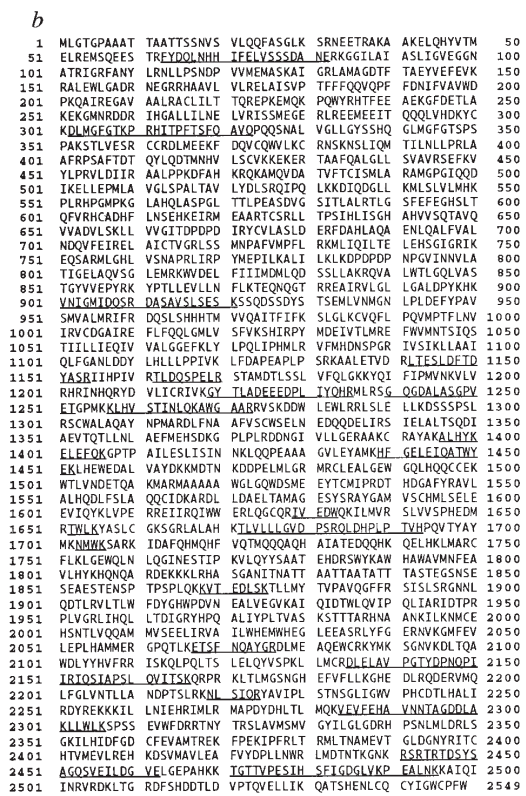 b
1 MLGTGPAAAT TAATTSSNVS VLQQFASGLK SRNEETRAKA AKELQHYVTM 50
51 ELREMSQEES TRFYDQLNHH IFELVSSSDA NERKGGILAI ASLIGVEGGN 100
101 ATRIGRFANY LRNLLPSNDP VVMEMASKAI GRLAMAGDTF TAEYVEFEVK 150
151 RALEWLGADR NEGRRHAAVL VLRELAISVP TFFFQQVQPF FDNIFVAVWD 200
201 PKQAIREGAV AALRACLILT TQREPKEMQK PQWYRHTFEE AEKGFDETLA 250
251 KEKGMNRDDR IHGALLILNE LVRISSMEGE RLREEMEEIT QQQLVHDKYC 300
301 KDLMGFGTKP RHITPFTSFQ AVQPQQSNAL VGLLGYSSHQ GLMGFGTSPS 350
351 PAKSTLVESR CCRDLMEEKF DQVCQWVLKC RNSKNSLIQM TILNLLPRLA 400
401 AFRPSAFTDT QYLQDTMNHV LSCVKKEKER TAAFQALGLL SVAVRSEFKV 450
451 YLPRVLDIIR AALPPKDFAH KRQKAMQVDA TVFTCISMLA RAMGPGIQQD 500
501 IKELLEPMLA VGLSPALTAV LYDLSRQIPQ LKKDIQDGLL KMLSLVLMHK 550
551 PLRHPGMPKG LAHQLASPGL TTLPEASDVG SITLALRTLG SFEFEGHSLT 600
601 QFVRHCADHF LNSEHKEIRM EAARTCSRLL TPSIHLISGH AHVVSQTAVQ 650
651 VVADVLSKLL VVGITDPDPD IRYCVLASLD ERFDAHLAQA ENLQALFVAL 700
701 NDQVFEIREL AICTVGRLSS MNPAFVMPFL RKMLIQILTE LEHSGIGRIK 750
751 EQSARMLGHL VSNAPRLIRP YMEPILKALI LKLKDPDPDP NPGVINNVLA 800
801 TIGELAQVSG LEMRKWVDEL FIIIMDMLQD SSLLAKRQVA LWTLGQLVAS 850
851 TGYVVEPYRK YPTLLEVLLN FLKTEQNQGT RREAIRVLGL LGALDPYKHK 900
901 VNIGMIDQSR DASAVSLSES KSSQDSSDYS TSEMLVNMGN LPLDEFYPAV 950
951 SMVALMRIFR DQSLSHHHTM VVQAITFIFK SLGLKCVQFL PQVMPTFLNV 1000
1001 IRVCDGAIRE FLFQQLGMLV SFVKSHIRPY MDEIVTLMRE FWVMNTSIQS 1050
1051 TIILLIEQIV VALGGEFKLY LPQLIPHMLR VFMHDNSPGR IVSIKLLAAI 1100
1101 QLFGANLDDY LHLLLPPIVK LFDAPEAPLP SRKAALETVD RLTESLDFTD 1150
1151 YASRIIHPIV RTLDQSPELR STAMDTLSSL VFQLGKKYQI FIPMVNKVLV 1200
1201 RHRINHQRYD VLICRIVKGY TLADEEEDPL IYQHRMLRSG QGDALASGPV 1250
1251 ETGPMKKLHV STINLQKAWG AARRVSKDDW LEWLRRLSLE LLKDSSSPSL 1300
1301 RSCWALAQAY NPMARDLFNA AFVSCWSELN EDQQDELIRS IELALTSQDI 1350
1351 AEVTQTLLNL AEFMEHSDKG PLPLRDDNGI VLLGERAAKC RAYAKALHYK 1400
1401 ELEFQKGPTP AILESLISIN NKLQQPEAAA GVLEYAMKHF GELEIQATWY 1450
1451 EKLHEWEDAL VAYDKKMDTN KDDPELMLGR MRCLEALGEW GQLHQQCCEK 1500
1501 WTLVNDETQA KMARMAAAAA WGLGQWDSME EYTCMIPRDT HDGAFYRAVL 1550
1551 ALHQDLFSLA QQCIDKARDL LDAELTAMAG ESYSRAYGAM VSCHMLSELE 1600
1601 EVIQYKLVPE RREIIRQIWW ERLQGCQRIV EDWQKILMVR SLVVSPHEDM 1650
1651 RTWLKYASLC GKSGRLALAH KTLVLLLGVD PSRQLDHPLP TVHPQVTYAY 1700
1701 MKNMWKSARK IDAFQHMQHF VQTMQQQAQH AIATEDQQHK QELHKLMARC 1750
1751 FLKLGEWQLN LQGINESTIP KVLQYYSAAT EHDRSWYKAW HAWAVMNFEA 1800
1801 VLHYKHQNQA RDEKKKLRHA SGANITNATT AATTAATATT TASTEGSNSE 1850
1851 SEAESTENSP TPSPLQKKVT EDLSKTLLMY TVPAVQGFFR SISLSRGNNL 1900
1901 QDTLRVLTLW FDYGHWPDVN EALVEGVKAI QIDTWLQVIP QLIARIDTPR 1950
1951 PLVGRLIHQL LTDIGRYHPQ ALIYPLTVAS KSTTTARHNA ANKILKNMCE 2000
2001 HSNTLVQQAM MVSEELIRVA ILWHEMWHEG LEEASRLYFG ERNVKGMFEV 2050
2051 LEPLHAMMER GPQTLKETSF NQAYGRDLME AQEWCRKYMK SGNVKDLTQA 2100
2101 WDLYYHVFRR ISKQLPQLTS LELQYVSPKL LMCRDLELAV PGTYDPNQPI 2150
2151 IRIQSIAPSL QVITSKQRPR KLTLMGSNGH EFVFLLKGHE DLRQDERVMQ 2200
2201 LFGLVNTLLA NDPTSLRKNL SIQRYAVIPL STNSGLIGWV PHCDTLHALI 2250
2251 RDYREKKKIL LNIEHRIMLR MAPDYDHLTL MQKVEVFEHA VNNTAGDDLA 2300
2301 KLLWLKSPSS EVWFDRRTNY TRSLAVMSMV GYILGLGDRH PSNLMLDRLS 2350
2351 GKILHIDFGD CFEVAMTREK FPEKIPFRLT RMLTNAMEVT GLDGNYRITC 2400
2401 HTVMEVLREH KDSVMAVLEA FVYDPLLNWR LMDTNTKGNK RSRTRTDSYS 2450
2451 AGQSVEILDG VELGEPAHKK TGTTVPESIH SFIGDGLVKP EALNKKAIQI 2500
2501 INRVRDKLTG RDFSHDDTLD VPTQVELLIK QATSHENLCQ CYIGWCPFW 2549